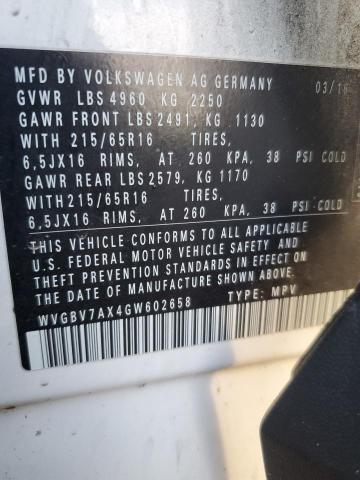 MFD BY VOLKSWAGEN AG GERMANY 03/16
GVWR LBS 4960 KG 2250
GAWR FRONT LBS 2491, KG 1130
WITH 215/65R16 TIRES,
6,5JX16 RIMS, AT 260 KPA, 38 PSI COLD
GAWR REAR LBS 2579, KG 1170
WITH 215/65R16 TIRES,
6,5JX16 RIMS, AT 260 KPA, 38 PSI COLD
THIS VEHICLE CONFORMS TO ALL APPLICABLE
U.S. FEDERAL MOTOR VEHICLE SAFETY AND
THEFT PREVENTION STANDARDS IN EFFECT ON
THE DATE OF MANUFACTURE SHOWN ABOVE.
WVGBV7AX4GW602658 TYPE: MPV